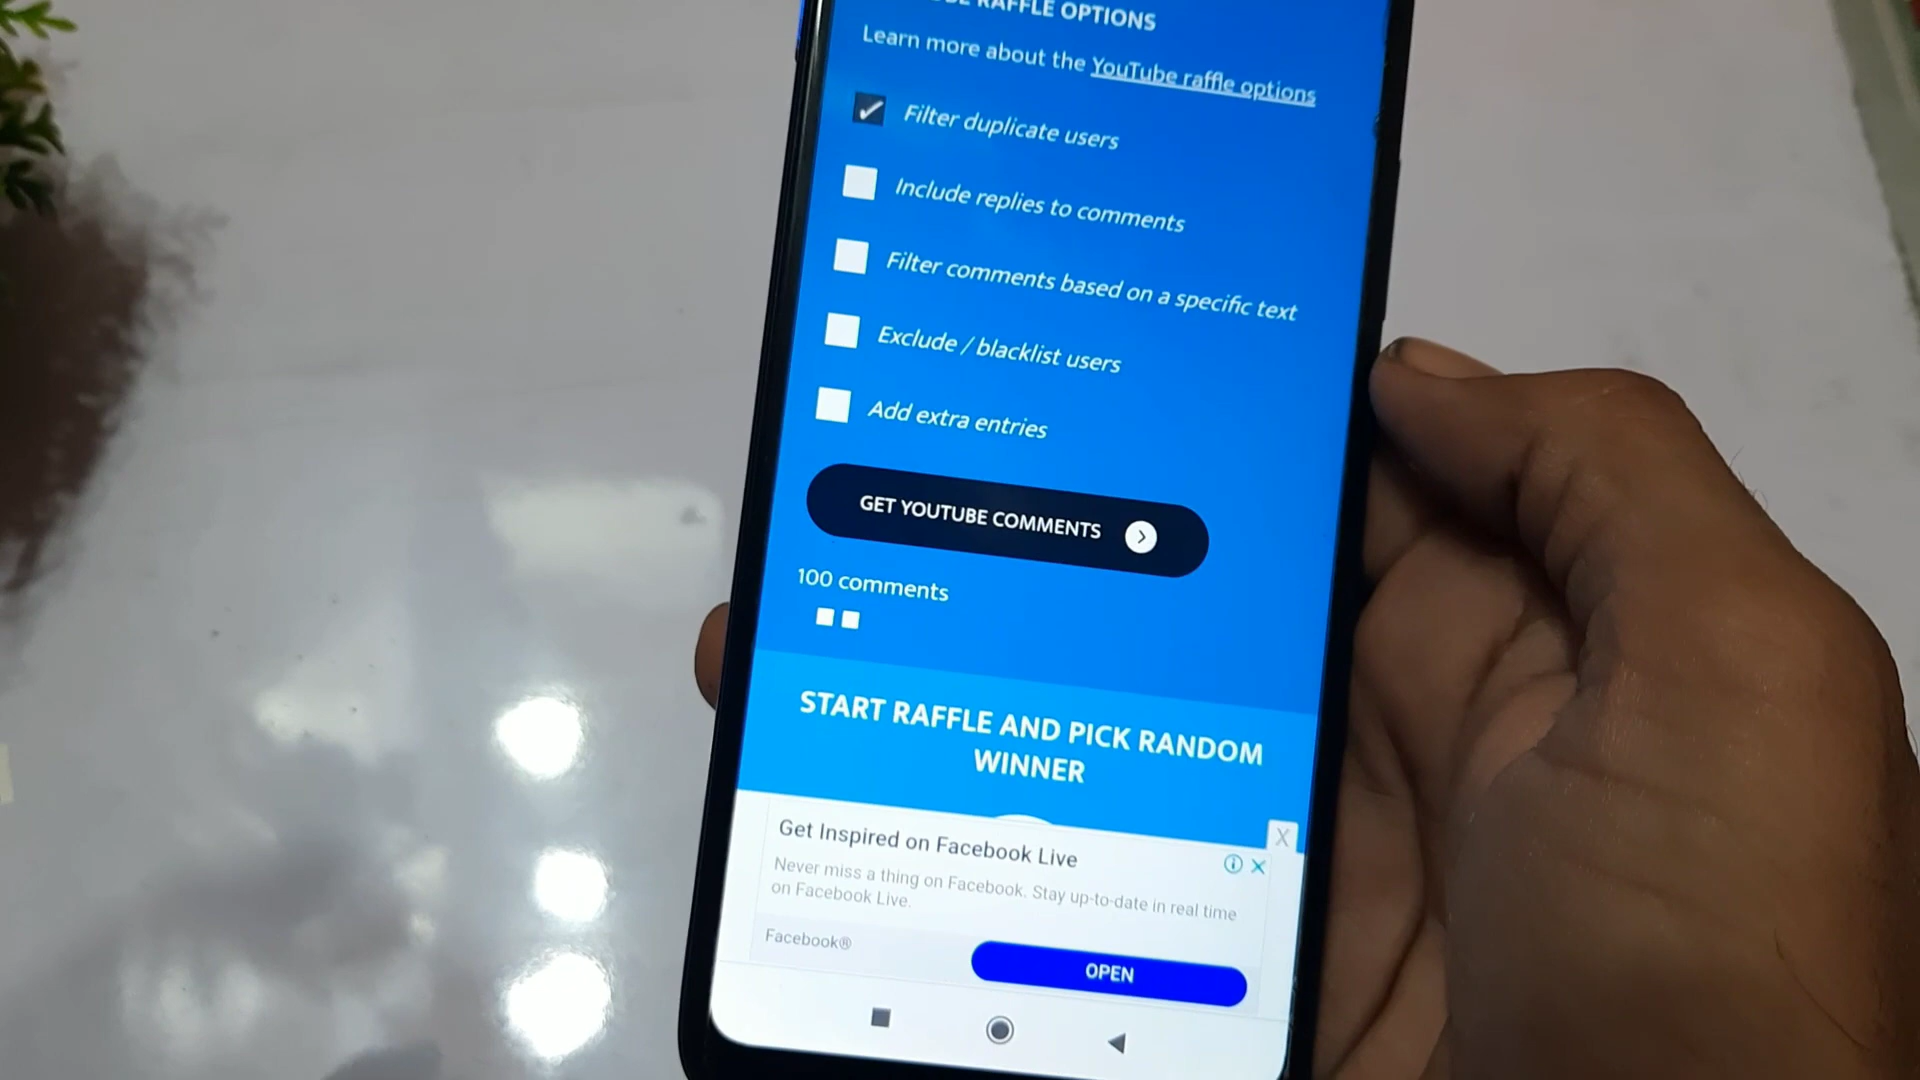 RAFFLE OPTIONS
Learn more about the YouTube raffle options
Filter duplicate users
Include replies to comments
Filter comments based on a specific text
Exclude / blacklist users
Add extra entries
GET YOUTUBE COMMENTS
100 comments
START RAFFLE AND PICK RANDOM
WINNER
X
Get Inspired on Facebook Live
Never miss a thing on Facebook. Stay up-to-date in real time
on Facebook Live.
Facebook®
OPEN